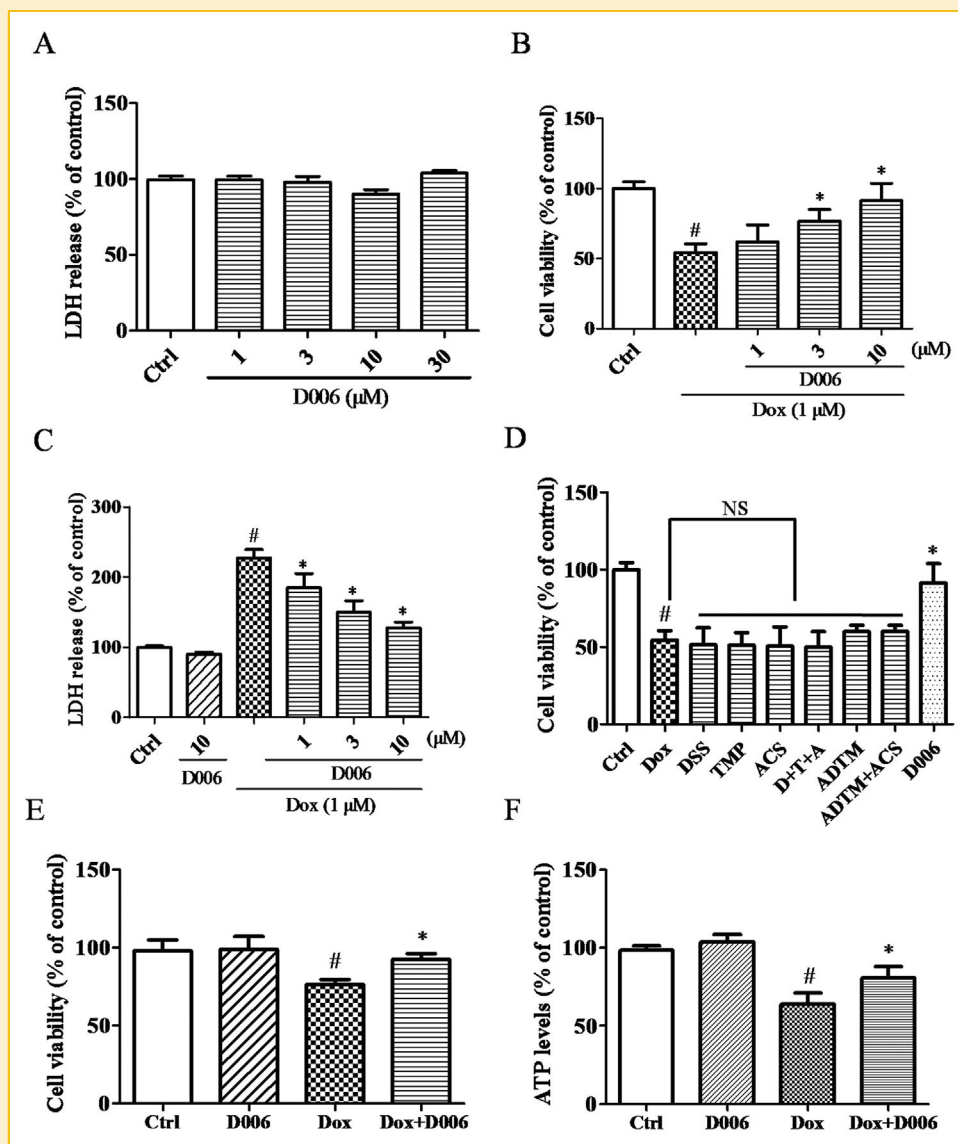 A
LDH release (% of control)
150
100
50
0
Ctrl
1
3
10
30
D006 (μM)
B
Cell viability (% of control)
150
100
50
0
#
*
*
Ctrl
1
3
10
(μM)
D006
Dox (1 μM)
C
LDH release (% of control)
300
200
100
0
#
*
*
*
Ctrl
10
1
3
10
(μM)
D006
D006
Dox (1 μM)
D
Cell viability (% of control)
150
100
50
0
NS
#
*
Ctrl
Dox
DSS
TMP
ACS
D+T+A
ADTM
ADTM+ACS
D006
E
Cell viability (% of control)
150
100
50
0
#
*
Ctrl
D006
Dox
Dox+D006
F
ATP levels (% of control)
150
100
50
0
#
*
Ctrl
D006
Dox
Dox+D006